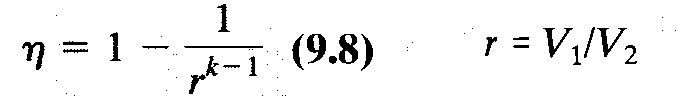 η = 1 − 1/r^(k−1) (9.8) r = V₁/V₂